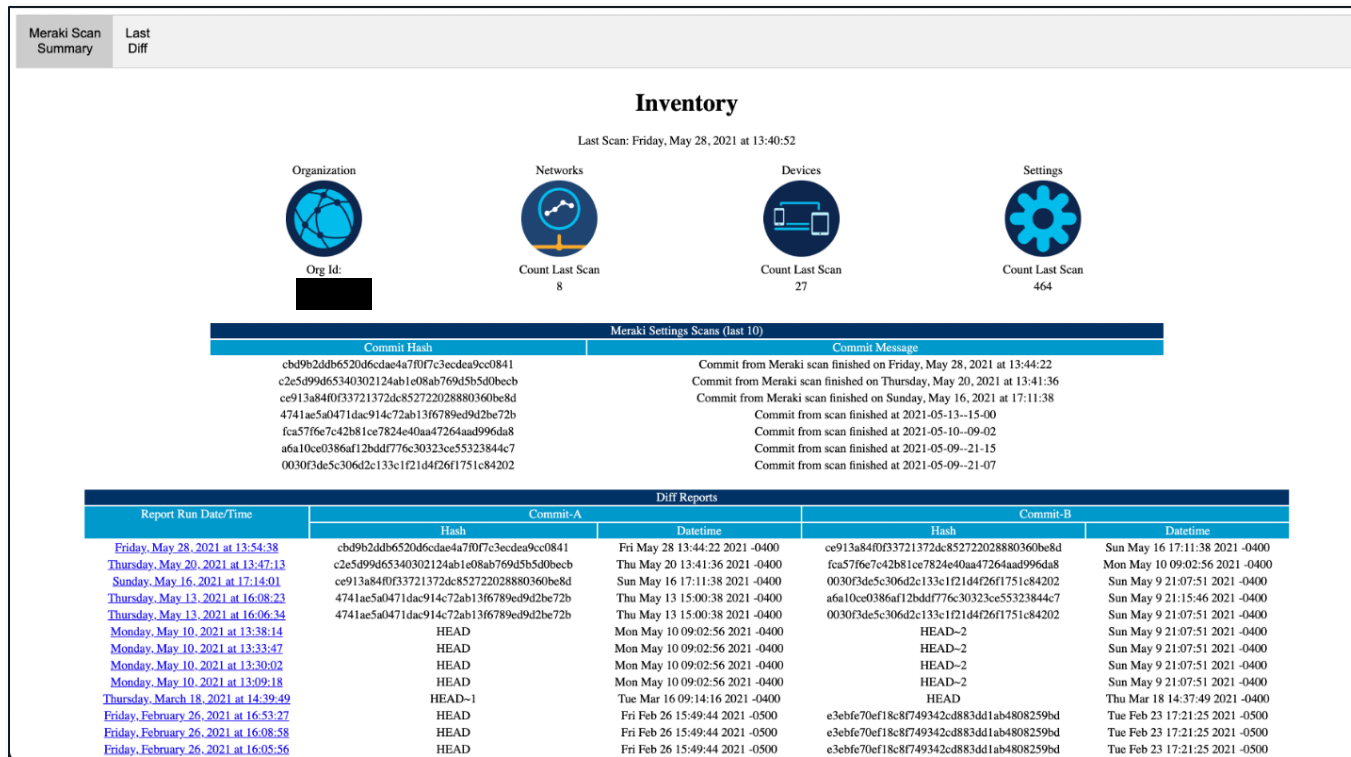 Meraki Scan Summary Last Diff
Inventory
Last Scan: Friday, May 28, 2021 at 13:40:52
Organization Networks Devices Settings
Org Id: Count Last Scan Count Last Scan Count Last Scan
8 27 464
Meraki Settings Scans (last 10)
Commit Hash Commit Message
cbd9b2ddb6520d6cdae4a7f0f7c3ecdea9cc0841 Commit from Meraki scan finished on Friday, May 28, 2021 at 13:44:22
c2e5d99d65340302124ab1e08ab769d5b5d0becb Commit from Meraki scan finished on Thursday, May 20, 2021 at 13:41:36
ce913a84f0f33721372dc852722028880360be8d Commit from Meraki scan finished on Sunday, May 16, 2021 at 17:11:38
4741ae5a0471dac914c72ab13f6789ed9d2be72b Commit from scan finished at 2021-05-13--15-00
fca57f6e7c42b81ce7824e40aa47264aad996da8 Commit from scan finished at 2021-05-10--09-02
a6a10ce0386af12bddf776c30323ce55323844c7 Commit from scan finished at 2021-05-09--21-15
0030f3de5c306d2c133c1f21d4f26f1751c84202 Commit from scan finished at 2021-05-09--21-07
Diff Reports
Report Run Date/Time Commit-A Commit-B
Hash Datetime Hash Datetime
Friday, May 28, 2021 at 13:54:38 cbd9b2ddb6520d6cdae4a7f0f7c3ecdea9cc0841 Fri May 28 13:44:22 2021 -0400 ce913a84f0f33721372dc852722028880360be8d Sun May 16 17:11:38 2021 -0400
Thursday, May 20, 2021 at 13:47:13 c2e5d99d65340302124ab1e08ab769d5b5d0becb Thu May 20 13:41:36 2021 -0400 fca57f6e7c42b81ce7824e40aa47264aad996da8 Mon May 10 09:02:56 2021 -0400
Sunday, May 16, 2021 at 17:14:01 ce913a84f0f33721372dc852722028880360be8d Sun May 16 17:11:38 2021 -0400 0030f3de5c306d2c133c1f21d4f26f1751c84202 Sun May 9 21:07:51 2021 -0400
Thursday, May 13, 2021 at 16:08:23 4741ae5a0471dac914c72ab13f6789ed9d2be72b Thu May 13 15:00:38 2021 -0400 a6a10ce0386af12bddf776c30323ce55323844c7 Sun May 9 21:15:46 2021 -0400
Thursday, May 13, 2021 at 16:06:34 4741ae5a0471dac914c72ab13f6789ed9d2be72b Thu May 13 15:00:38 2021 -0400 0030f3de5c306d2c133c1f21d4f26f1751c84202 Sun May 9 21:07:51 2021 -0400
Monday, May 10, 2021 at 13:38:14 HEAD Mon May 10 09:02:56 2021 -0400 HEAD~2 Sun May 9 21:07:51 2021 -0400
Monday, May 10, 2021 at 13:33:47 HEAD Mon May 10 09:02:56 2021 -0400 HEAD~2 Sun May 9 21:07:51 2021 -0400
Monday, May 10, 2021 at 13:30:02 HEAD Mon May 10 09:02:56 2021 -0400 HEAD~2 Sun May 9 21:07:51 2021 -0400
Monday, May 10, 2021 at 13:09:18 HEAD Mon May 10 09:02:56 2021 -0400 HEAD~2 Sun May 9 21:07:51 2021 -0400
Thursday, March 18, 2021 at 14:39:49 HEAD~1 Tue Mar 16 09:14:16 2021 -0400 HEAD Thu Mar 18 14:37:49 2021 -0400
Friday, February 26, 2021 at 16:53:27 HEAD Fri Feb 26 15:49:44 2021 -0500 e3ebfe70ef18c8f749342cd883dd1ab4808259bd Tue Feb 23 17:21:25 2021 -0500
Friday, February 26, 2021 at 16:08:58 HEAD Fri Feb 26 15:49:44 2021 -0500 e3ebfe70ef18c8f749342cd883dd1ab4808259bd Tue Feb 23 17:21:25 2021 -0500
Friday, February 26, 2021 at 16:05:56 HEAD Fri Feb 26 15:49:44 2021 -0500 e3ebfe70ef18c8f749342cd883dd1ab4808259bd Tue Feb 23 17:21:25 2021 -0500